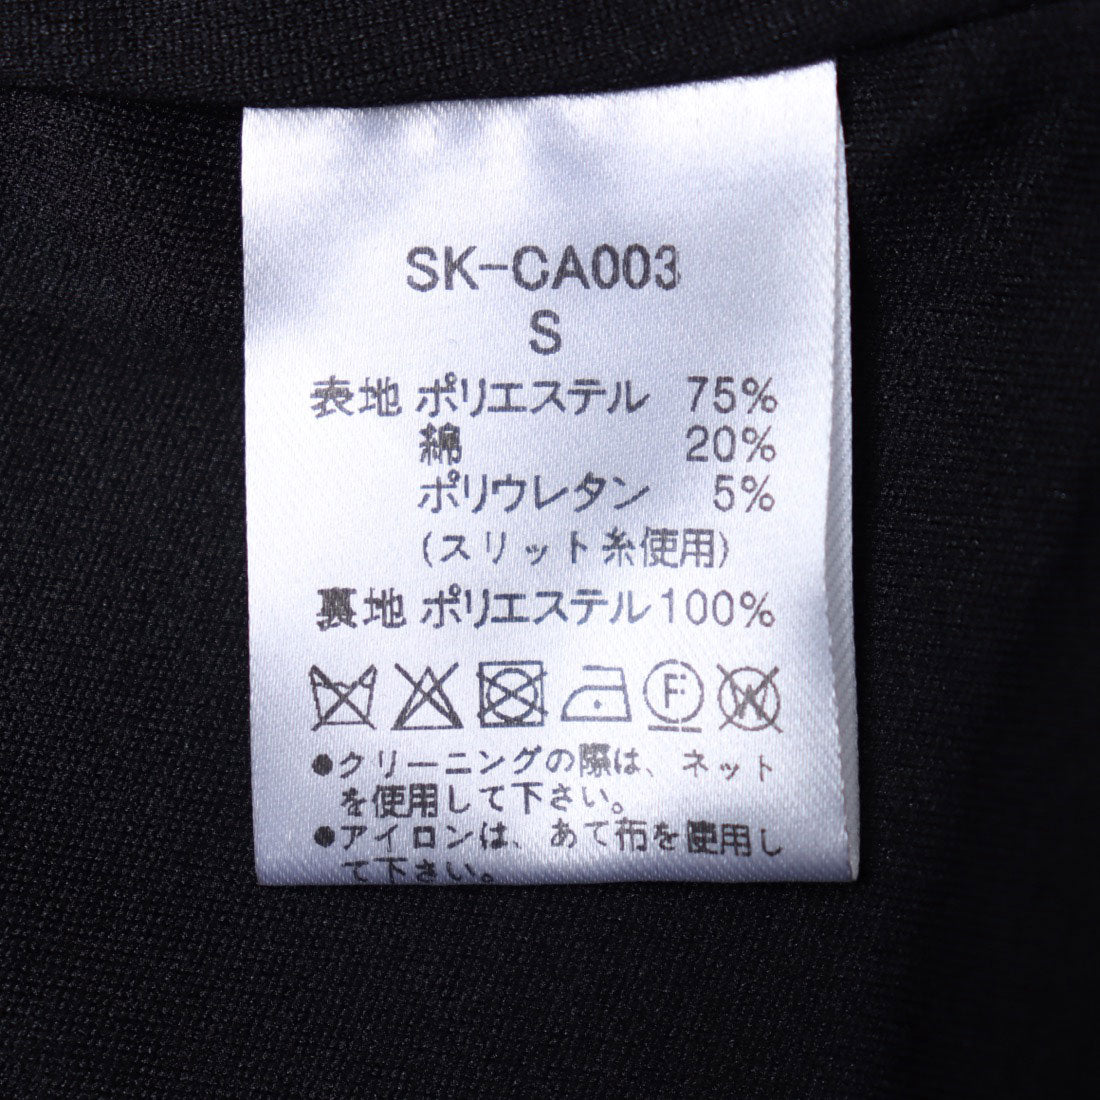 SK-CA003
S
表地 ポリエステル 75%
綿 20%
ポリウレタン 5%
(スリット糸使用)
裏地 ポリエステル100%
F
W
●クリーニングの際は、ネット
を使用して下さい。
●アイロンは、あて布を使用し
て下さい。